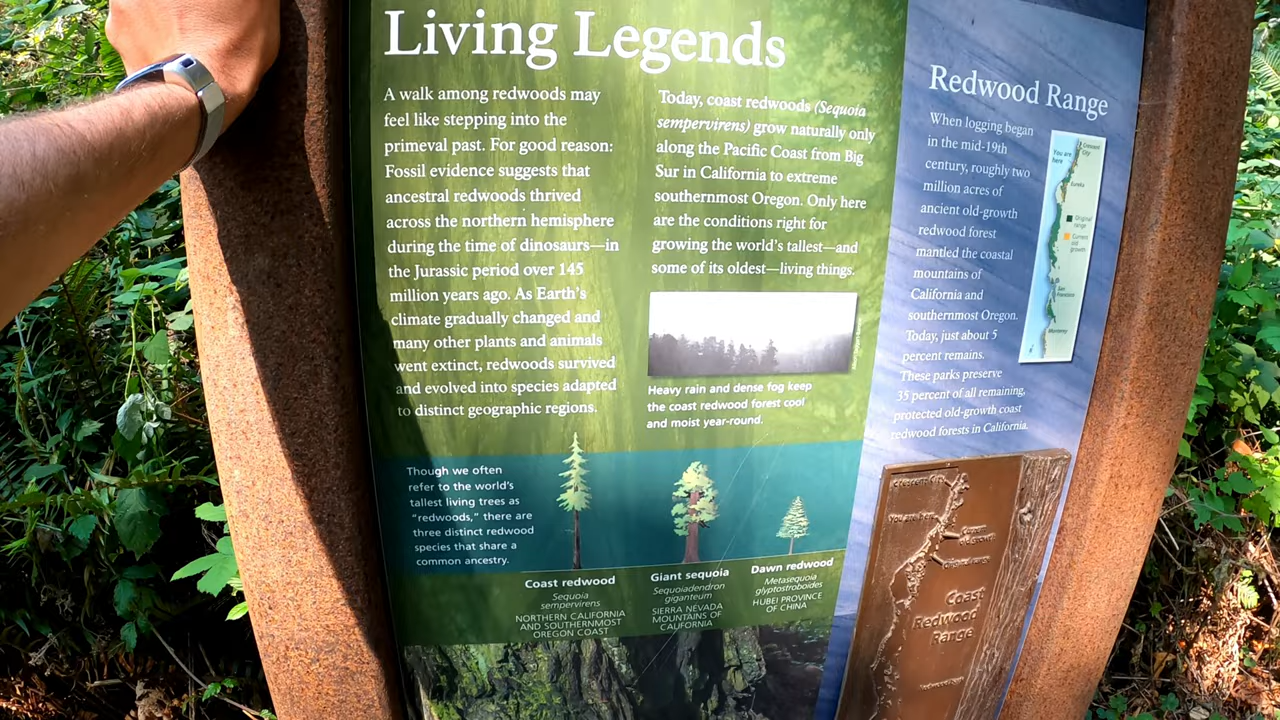 Living Legends
A walk among redwoods may
feel like stepping into the
primeval past. For good reason:
Fossil evidence suggests that
ancestral redwoods thrived
across the northern hemisphere
during the time of dinosaurs—in
the Jurassic period over 145
million years ago. As Earth's
climate gradually changed and
many other plants and animals
went extinct, redwoods survived
and evolved into species adapted
to distinct geographic regions.
Today, coast redwoods (Sequoia
sempervirens) grow naturally only
along the Pacific Coast from Big
Sur in California to extreme
southernmost Oregon. Only here
are the conditions right for
growing the world's tallest—and
some of its oldest—living things.
Heavy rain and dense fog keep
the coast redwood forest cool
and moist year-round.
Though we often
refer to the world's
tallest living trees as
"redwoods," there are
three distinct redwood
species that share a
common ancestry.
Coast redwood
Sequoia
sempervirens
NORTHERN CALIFORNIA
AND SOUTHERNMOST
OREGON COAST
Giant sequoia
Sequoiadendron
giganteum
SIERRA NEVADA
MOUNTAINS OF
CALIFORNIA
Dawn redwood
Metasequoia
glyptostroboides
HUBEI PROVINCE
OF CHINA
Redwood Range
When logging began
in the mid-19th
century, roughly two
million acres of
ancient old-growth
redwood forest
mantled the coastal
mountains of
California and
southernmost Oregon.
Today, just about 5
percent remains.
These parks preserve
35 percent of all remaining,
protected old-growth coast
redwood forests in California.
You are
here
Crescent
City
Eureka
Original
range
Current
old
growth
San
Francisco
Monterey
Crescent City
You are here
Coast
Redwood
Range